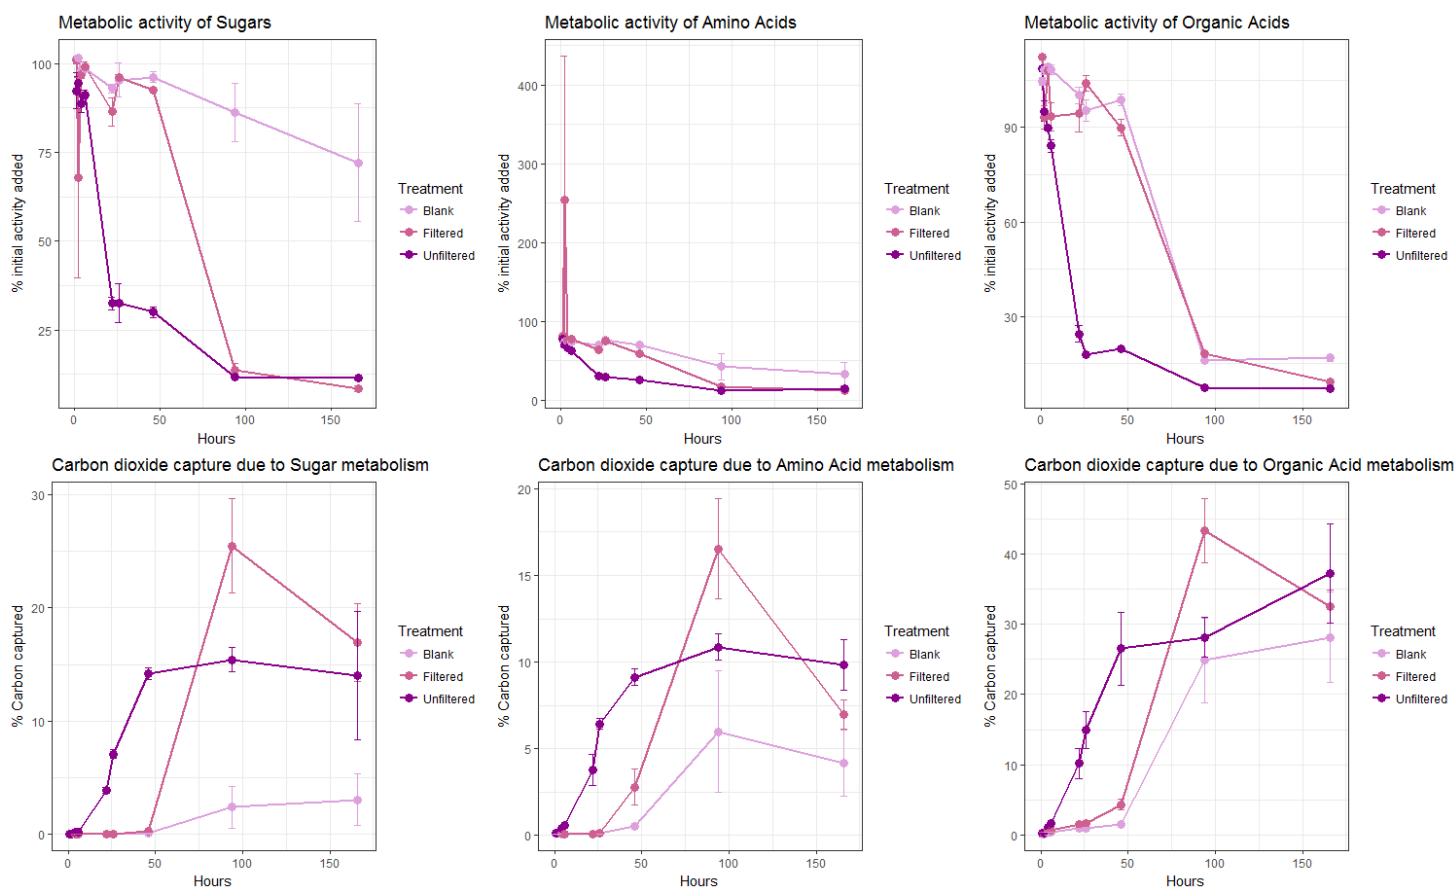 Metabolic activity of Sugars
% initial activity added
100
75
50
25
0
50
100
150
Hours
Treatment
Blank
Filtered
Unfiltered
Metabolic activity of Amino Acids
% initial activity added
400
300
200
100
0
0
50
100
150
Hours
Treatment
Blank
Filtered
Unfiltered
Metabolic activity of Organic Acids
% initial activity added
90
60
30
0
50
100
150
Hours
Treatment
Blank
Filtered
Unfiltered
Carbon dioxide capture due to Sugar metabolism
% Carbon captured
30
20
10
0
0
50
100
150
Hours
Treatment
Blank
Filtered
Unfiltered
Carbon dioxide capture due to Amino Acid metabolism
% Carbon captured
20
15
10
5
0
0
50
100
150
Hours
Treatment
Blank
Filtered
Unfiltered
Carbon dioxide capture due to Organic Acid metabolism
% Carbon captured
50
40
30
20
10
0
0
50
100
150
Hours
Treatment
Blank
Filtered
Unfiltered